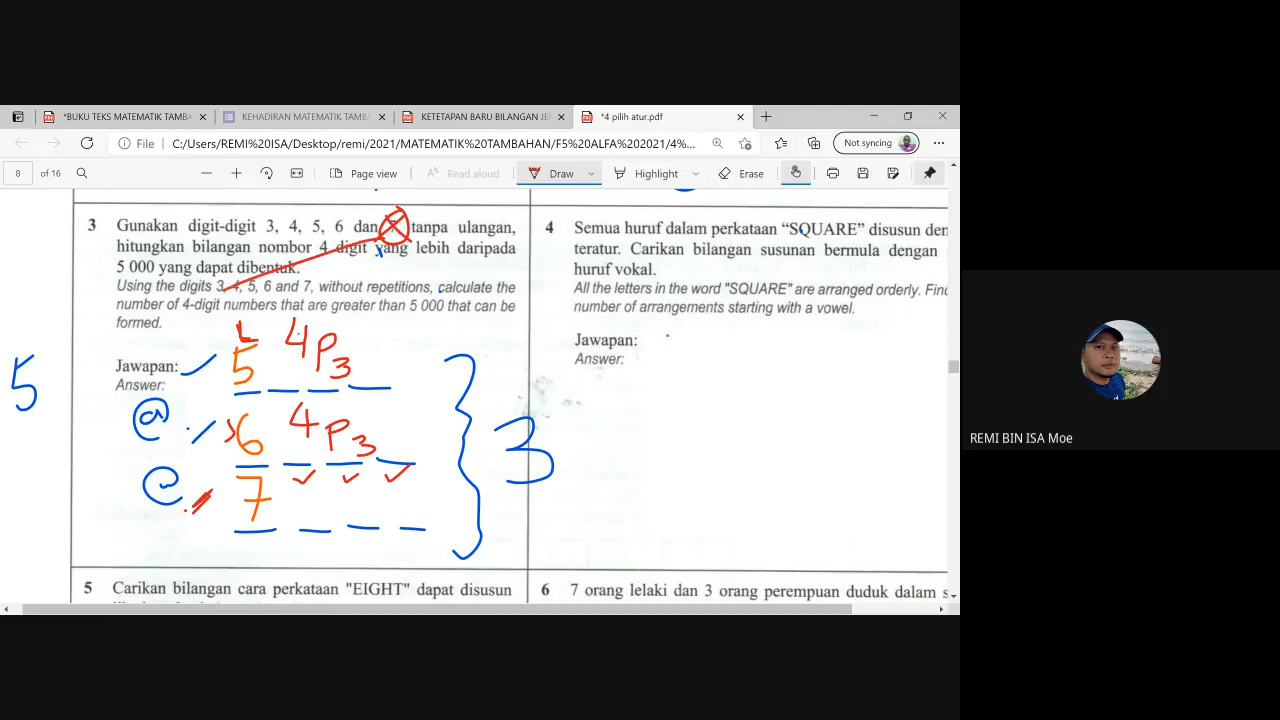 *BUKU TEKS MATEMATIK TAMBA
KEHADIRAN MATEMATIK TAMBA
KETETAPAN BARU BILANGAN JE
*4 pilih atur.pdf
File
C:/Users/REMI%20ISA/Desktop/remi/2021/MATEMATIK%20TAMBAHAN/F5%20ALFA%202021/4%...
Not syncing
8 of 16
Page view
Read aloud
Draw
Highlight
Erase
3 Gunakan digit-digit 3, 4, 5, 6 dan tanpa ulangan,
hitungkan bilangan nombor 4 digit yang lebih daripada
5 000 yang dapat dibentuk.
Using the digits 3, 4, 5, 6 and 7, without repetitions, calculate the
number of 4-digit numbers that are greater than 5 000 that can be
formed.
Jawapan:
Answer:
5 4P3
@ 6 4P3
7
5
3
4 Semua huruf dalam perkataan “SQUARE” disusun den
teratur. Carikan bilangan susunan bermula dengan
huruf vokal.
All the letters in the word "SQUARE" are arranged orderly. Find
number of arrangements starting with a vowel.
Jawapan:
Answer:
5 Carikan bilangan cara perkataan "EIGHT" dapat disusun
6 7 orang lelaki dan 3 orang perempuan duduk dalam s
REMI BIN ISA Moe